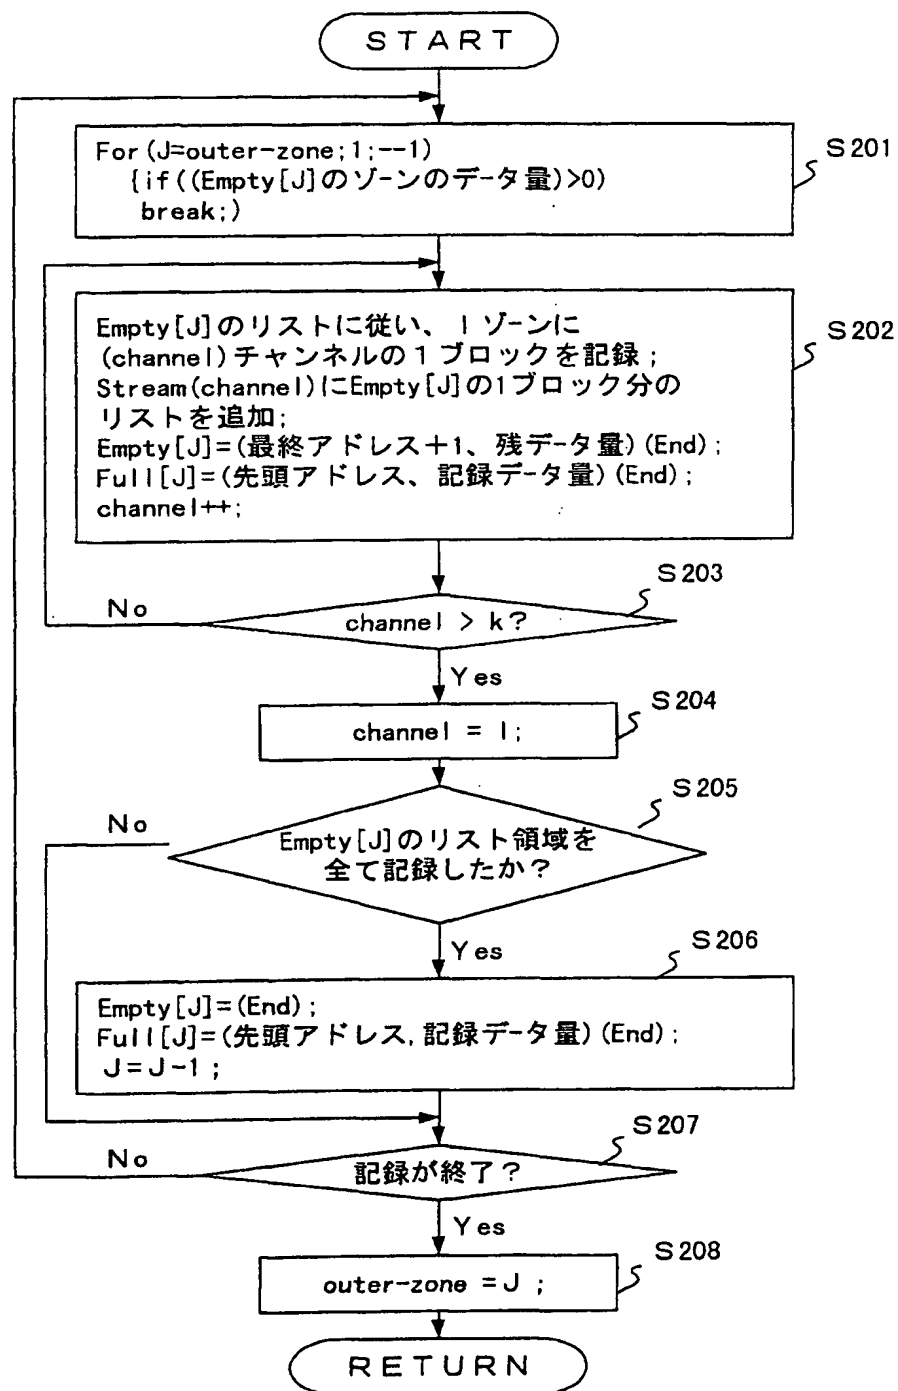 START
For(J=outer-zone;1;--1)
{if((Empty[J]のゾーンのデータ量)>0)
break;)
S201
Empty[J]のリストに従い、1ゾーンに
(channel)チャンネルの1ブロックを記録;
Stream(channel)にEmpty[J]の1ブロック分の
リストを追加;
Empty[J]=(最終アドレス+1、残データ量)(End);
Full[J]=(先頭アドレス、記録データ量)(End);
channel++;
S202
channel > k?
S203
No
Yes
channel = 1;
S204
Empty[J]のリスト領域を
全て記録したか?
S205
No
Yes
Empty[J]=(End);
Full[J]=(先頭アドレス,記録データ量)(End);
J=J-1;
S206
記録が終了?
S207
No
Yes
outer-zone =J ;
S208
RETURN